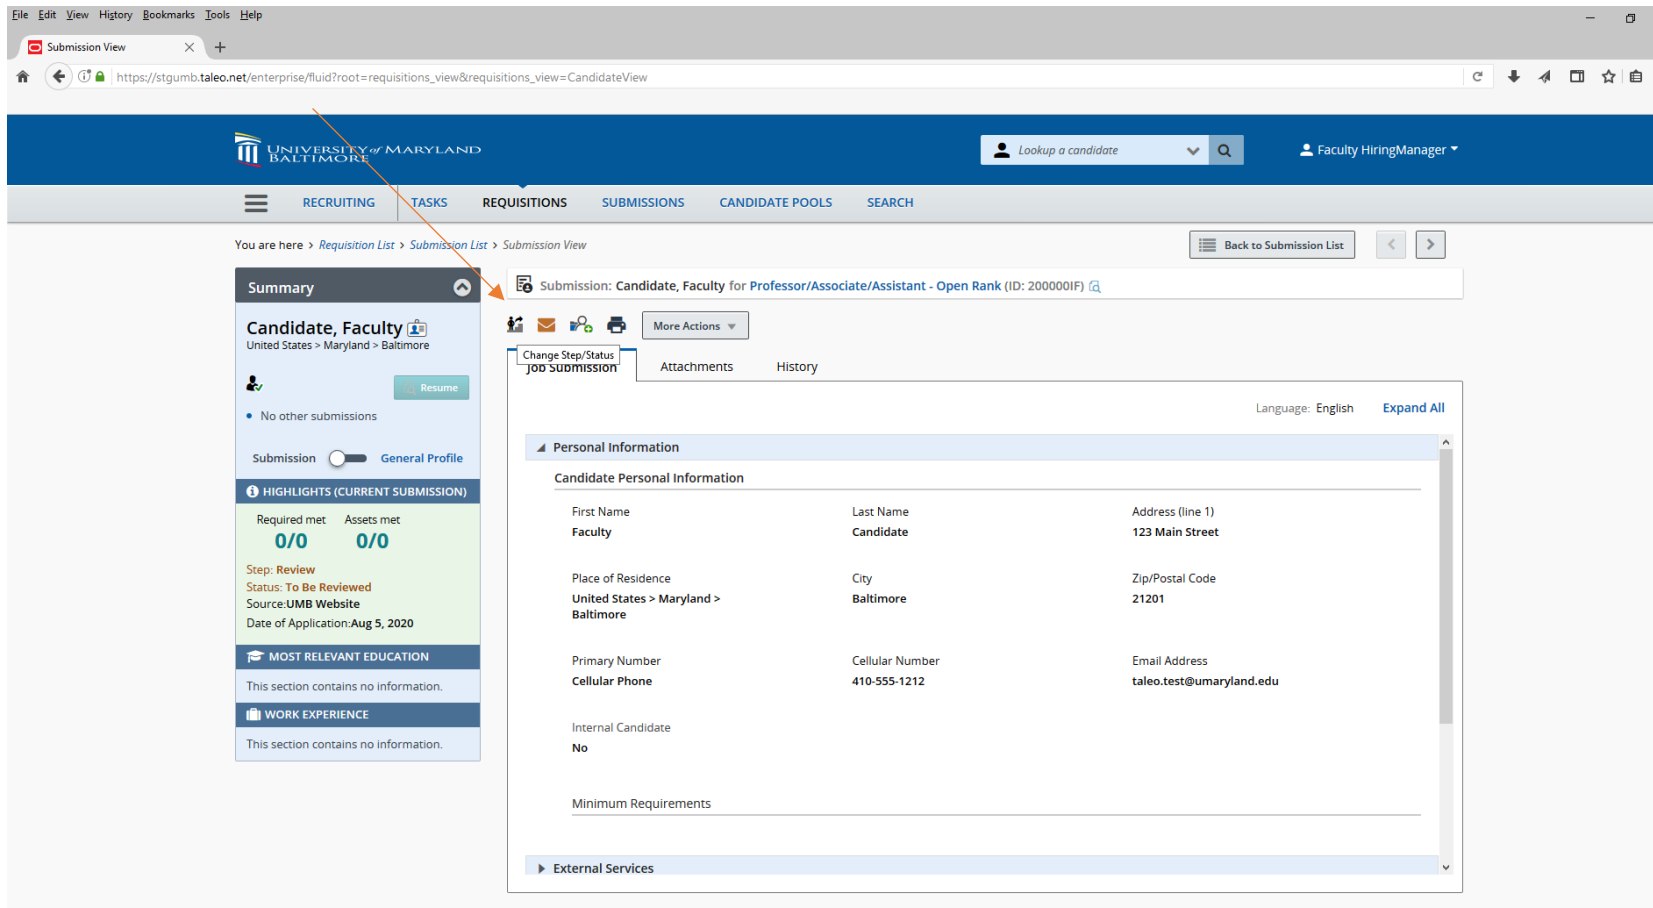 File Edit View History Bookmarks Tools Help
Submission View
https://stgumb.taleo.net/enterprise/fluid?root=requisitions_view&requisitions_view=CandidateView
UNIVERSITY of MARYLAND
BALTIMORE
Lookup a candidate
Faculty HiringManager
RECRUITING TASKS REQUISITIONS SUBMISSIONS CANDIDATE POOLS SEARCH
You are here > Requisition List > Submission List > Submission View
Back to Submission List
Summary
Candidate, Faculty
United States > Maryland > Baltimore
Resume
No other submissions
Submission General Profile
HIGHLIGHTS (CURRENT SUBMISSION)
Required met Assets met
0/0 0/0
Step: Review
Status: To Be Reviewed
Source:UMB Website
Date of Application:Aug 5, 2020
MOST RELEVANT EDUCATION
This section contains no information.
WORK EXPERIENCE
This section contains no information.
Submission: Candidate, Faculty for Professor/Associate/Assistant - Open Rank (ID: 200000IF)
More Actions
Change Step/Status
Job Submission Attachments History
Language: English Expand All
Personal Information
Candidate Personal Information
First Name Last Name Address (line 1)
Faculty Candidate 123 Main Street
Place of Residence City Zip/Postal Code
United States > Maryland > Baltimore 21201
Baltimore
Primary Number Cellular Number Email Address
Cellular Phone 410-555-1212 taleo.test@umaryland.edu
Internal Candidate
No
Minimum Requirements
External Services